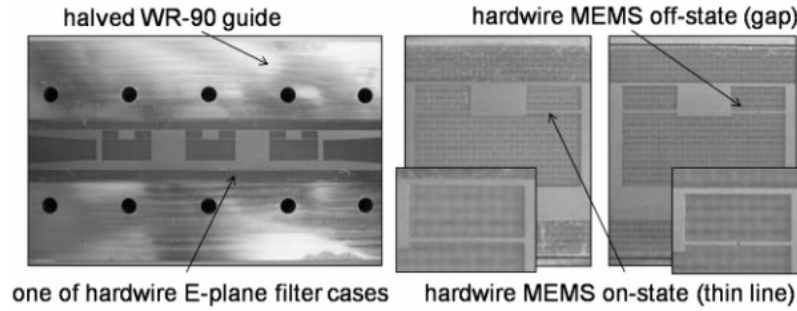 halved WR-90 guide
hardwire MEMS off-state (gap)
one of hardwire E-plane filter cases
hardwire MEMS on-state (thin line)